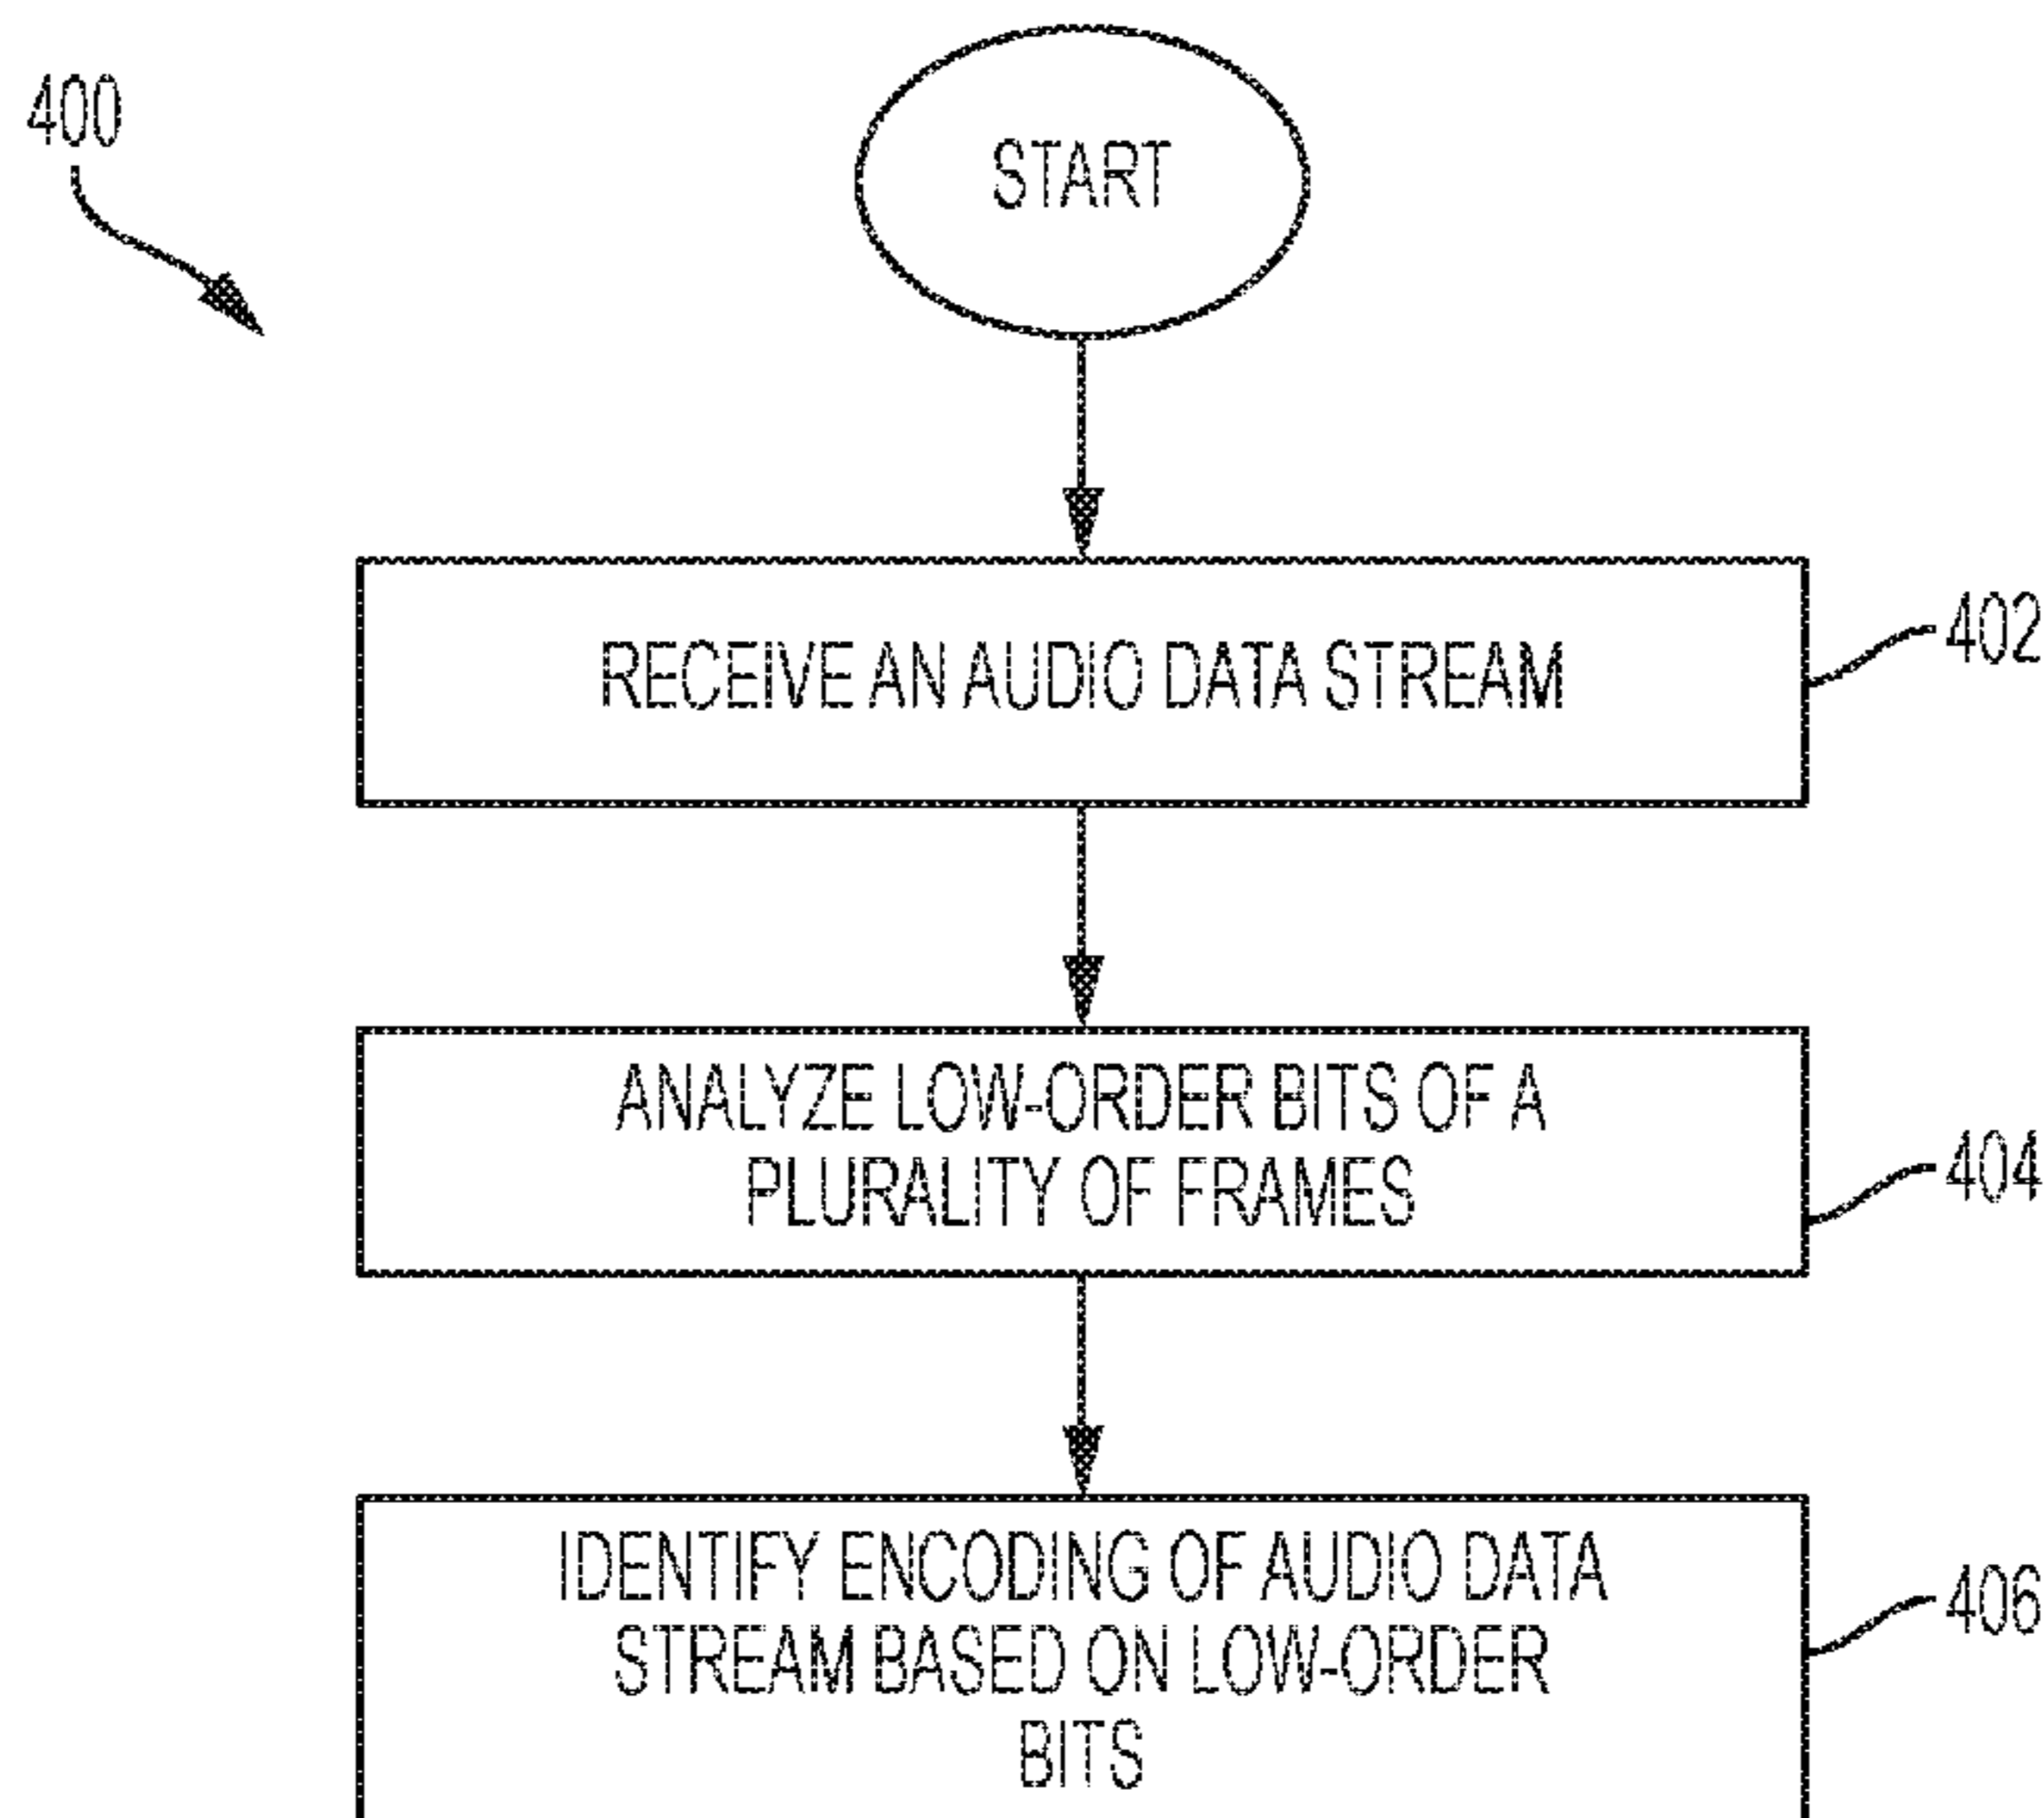 400
START
RECEIVE AN AUDIO DATA STREAM
402
ANALYZE LOW-ORDER BITS OF A
PLURALITY OF FRAMES
404
IDENTIFY ENCODING OF AUDIO DATA
STREAM BASED ON LOW-ORDER
BITS
406